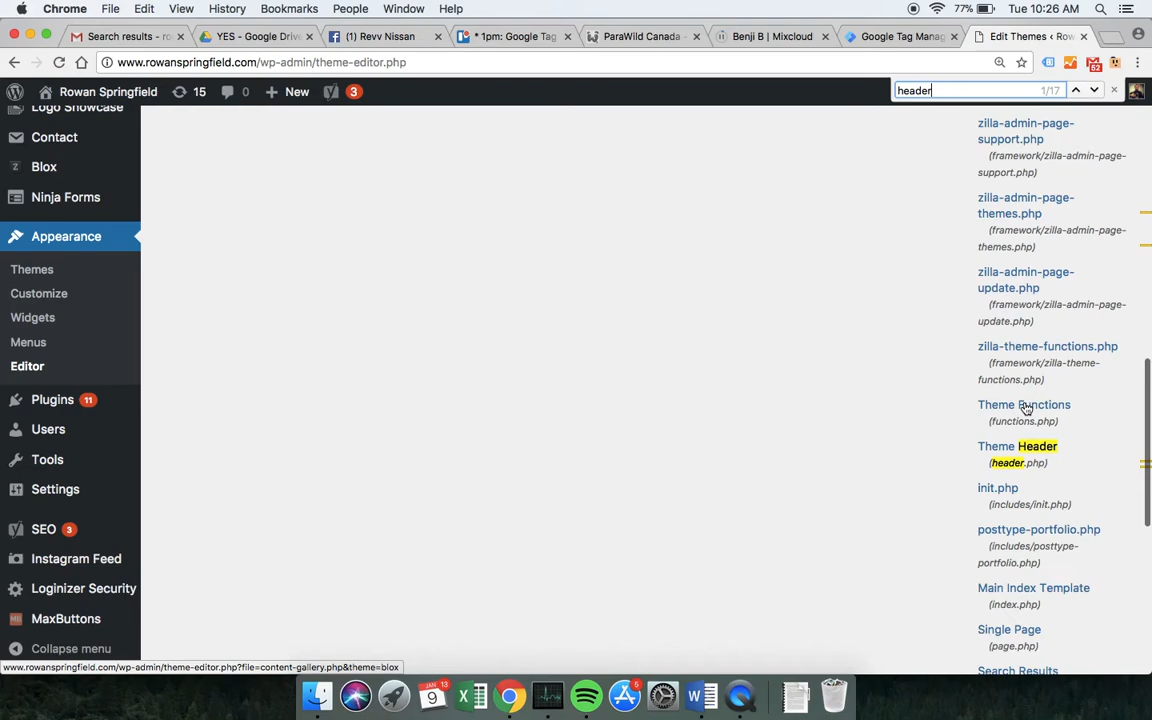 Chrome File Edit View History Bookmarks People Window Help 77% Tue 10:26 AM
Search results - ro YES - Google Drive (1) Revv Nissan * 1pm: Google Tag ParaWild Canada - Benji B | Mixcloud Google Tag Mana Edit Themes ‹ Row
www.rowanspringfield.com/wp-admin/theme-editor.php 52
Rowan Springfield 15 0 New 3 header 1/17
Logo Showcase
Contact
Blox
Ninja Forms
Appearance
Themes
Customize
Widgets
Menus
Editor
Plugins 11
Users
Tools
Settings
SEO 3
Instagram Feed
Loginizer Security
MaxButtons
Collapse menu
zilla-admin-page-
support.php
(framework/zilla-admin-page-
support.php)
zilla-admin-page-
themes.php
(framework/zilla-admin-page-
themes.php)
zilla-admin-page-
update.php
(framework/zilla-admin-page-
update.php)
zilla-theme-functions.php
(framework/zilla-theme-
functions.php)
Theme Functions
(functions.php)
Theme Header
(header.php)
init.php
(includes/init.php)
posttype-portfolio.php
(includes/posttype-
portfolio.php)
Main Index Template
(index.php)
Single Page
(page.php)
Search Results
www.rowanspringfield.com/wp-admin/theme-editor.php?file=content-gallery.php&theme=blox
JAN 13
9
5